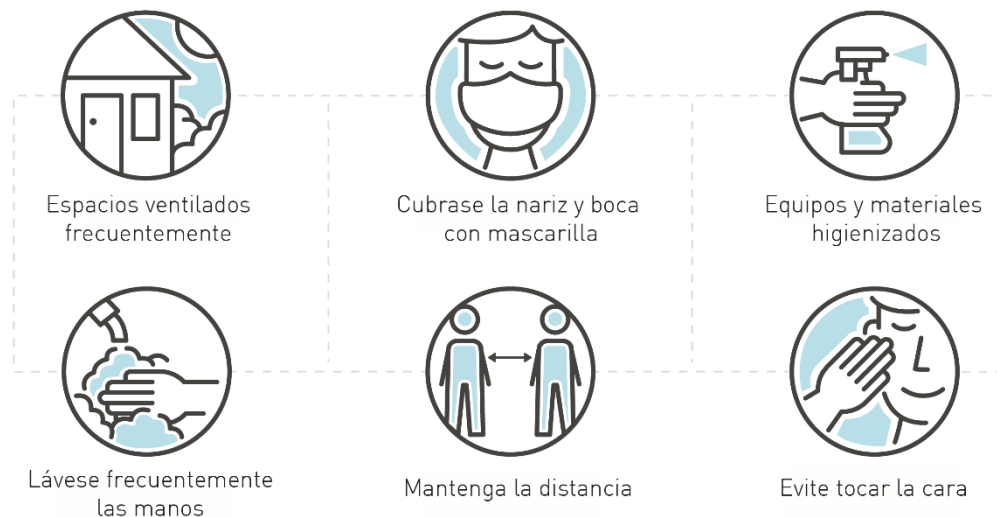 Espacios ventilados
frecuentemente
Cubrase la nariz y boca
con mascarilla
Equipos y materiales
higienizados
Lávese frecuentemente
las manos
Mantenga la distancia
Evite tocar la cara